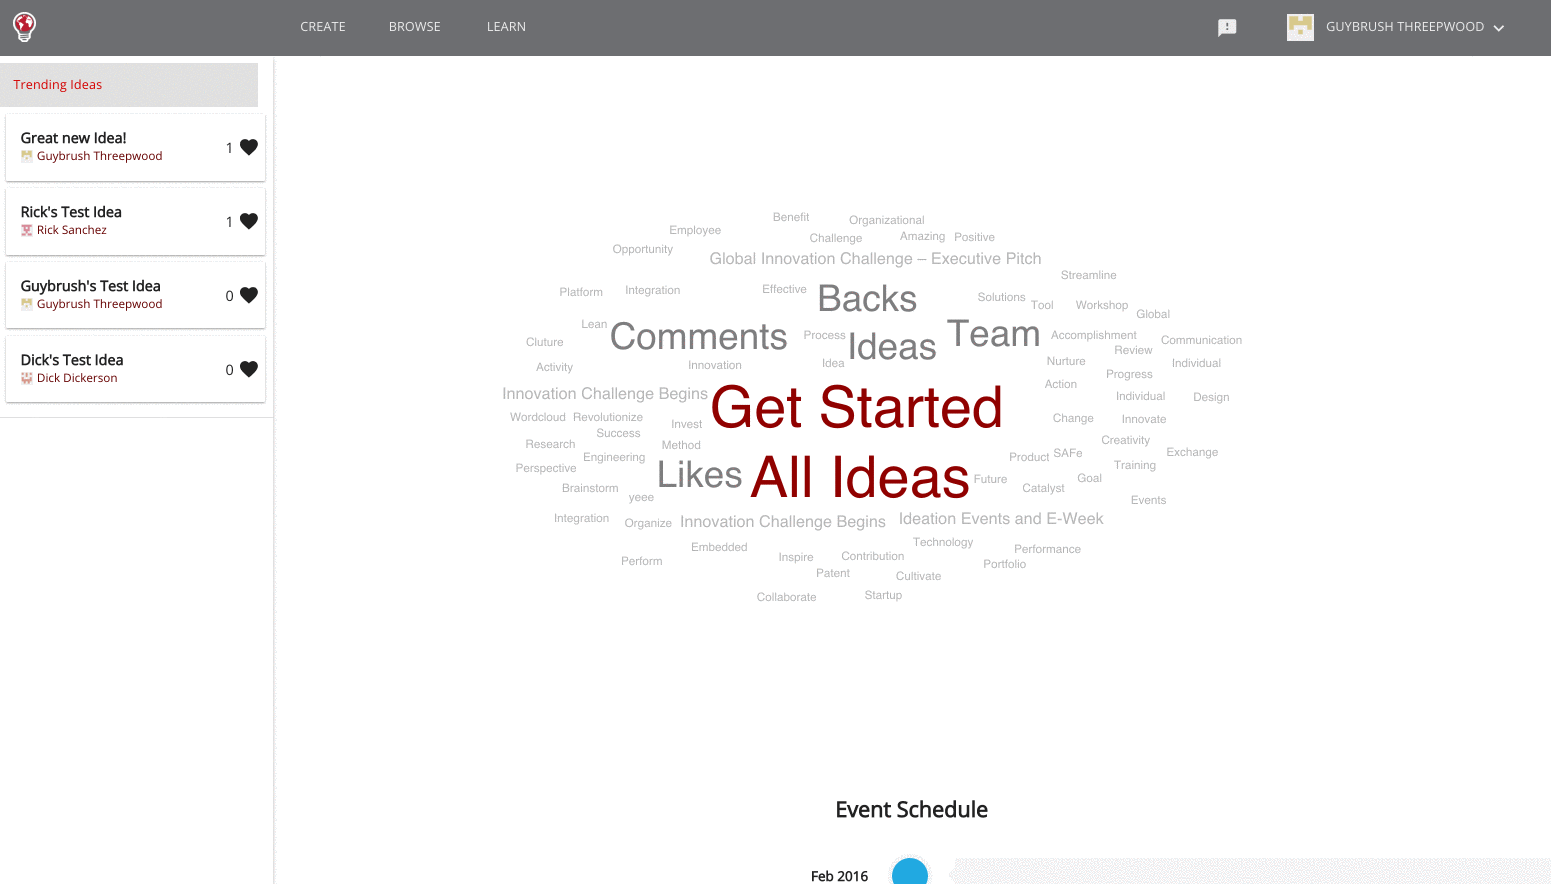 CREATE BROWSE LEARN GUYBRUSH THREEPWOOD
Trending Ideas
Great new Idea!
Guybrush Threepwood
1
Rick's Test Idea
Rick Sanchez
1
Guybrush's Test Idea
Guybrush Threepwood
0
Dick's Test Idea
Dick Dickerson
0
Benefit Organizational
Employee
Challenge Amazing Positive
Opportunity
Global Innovation Challenge – Executive Pitch
Streamline
Platform Integration Effective Backs Solutions
Tool Workshop
Global
Lean Comments Process Ideas Team Accomplishment
Cluture Communication
Review
Activity Innovation Idea Nurture Individual
Progress
Action
Innovation Challenge Begins Get Started Individual Design
Wordcloud Revolutionize Invest Change Innovate
Success
Research Method Creativity
Engineering Product SAFe Exchange
Perspective Likes All Ideas Training
Future Goal
Brainstorm yeee Catalyst
Events
Integration Organize Innovation Challenge Begins Ideation Events and E-Week
Embedded Technology
Performance
Perform Inspire Contribution
Portfolio
Patent Cultivate
Collaborate Startup
Event Schedule
Feb 2016